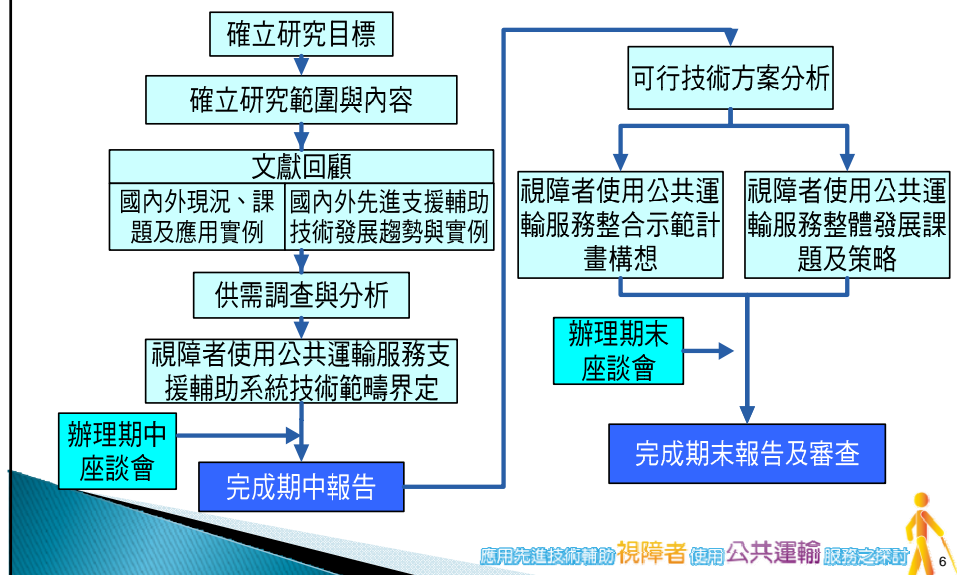 確立研究目標
確立研究範圍與內容
文獻回顧
國內外現況、課
題及應用實例
國內外先進支援輔助
技術發展趨勢與實例
供需調查與分析
視障者使用公共運輸服務支
援輔助系統技術範疇界定
辦理期中
座談會
完成期中報告
可行技術方案分析
視障者使用公共運
輸服務整合示範計
畫構想
視障者使用公共運
輸服務整體發展課
題及策略
辦理期末
座談會
完成期末報告及審查
應用先進技術輔助視障者使用公共運輸服務之探討
6